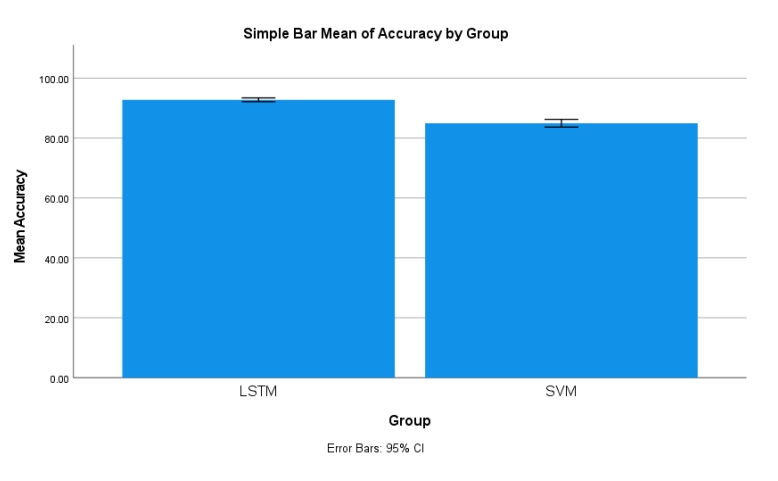 Simple Bar Mean of Accuracy by Group
Mean Accuracy
100.00
80.00
60.00
40.00
20.00
0.00
LSTM
SVM
Group
Error Bars: 95% CI